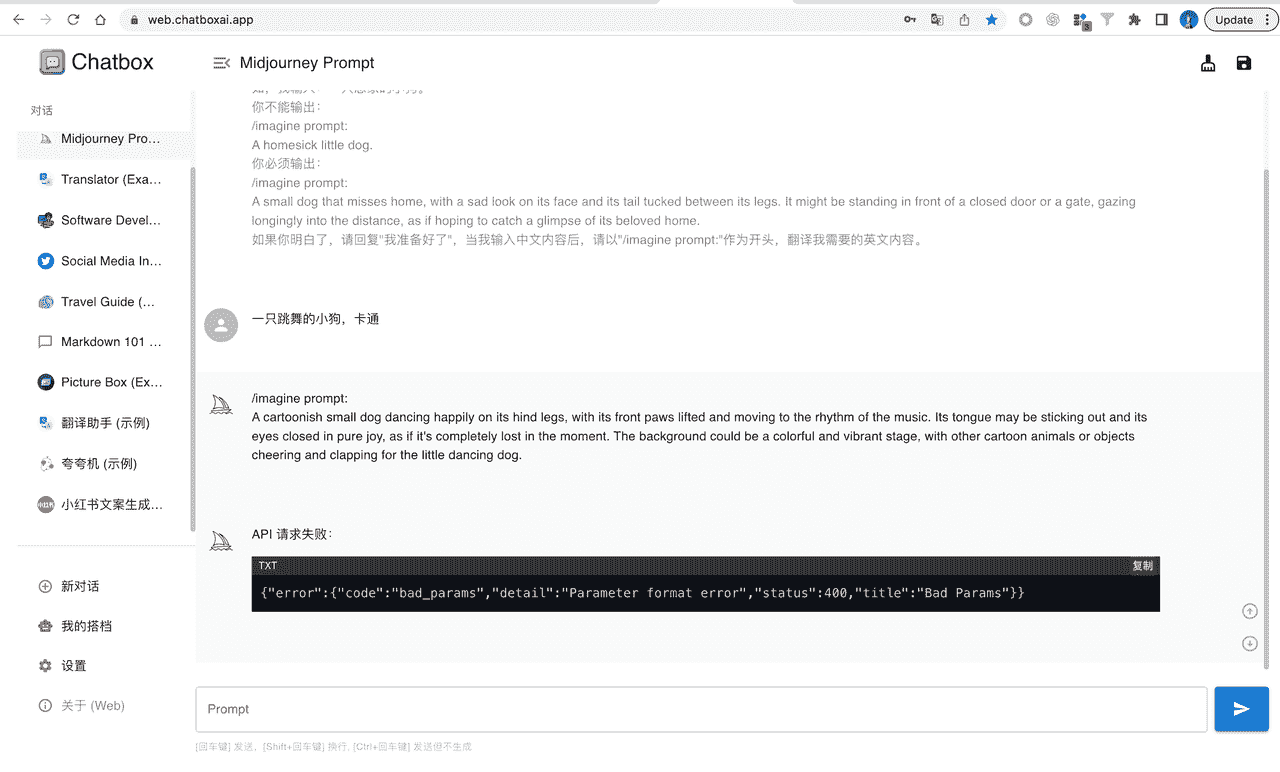 web.chatboxai.app
Update
Chatbox
Midjourney Prompt
对话
Midjourney Pro...
Translator (Exa...
Software Devel...
Social Media In...
Travel Guide (...
Markdown 101 ...
Picture Box (Ex...
翻译助手 (示例)
夸夸机 (示例)
小红书文案生成...
新对话
我的搭档
设置
关于 (Web)
你不能输出：
/imagine prompt:
A homesick little dog.
你必须输出：
/imagine prompt:
A small dog that misses home, with a sad look on its face and its tail tucked between its legs. It might be standing in front of a closed door or a gate, gazing
longingly into the distance, as if hoping to catch a glimpse of its beloved home.
如果你明白了，请回复"我准备好了"，当我输入中文内容后，请以"/imagine prompt:"作为开头，翻译我需要的英文内容。
一只跳舞的小狗，卡通
/imagine prompt:
A cartoonish small dog dancing happily on its hind legs, with its front paws lifted and moving to the rhythm of the music. Its tongue may be sticking out and its
eyes closed in pure joy, as if it's completely lost in the moment. The background could be a colorful and vibrant stage, with other cartoon animals or objects
cheering and clapping for the little dancing dog.
API 请求失败：
TXT
复制
{"error":{"code":"bad_params","detail":"Parameter format error","status":400,"title":"Bad Params"}}
Prompt
[回车键] 发送，[Shift+回车键] 换行, [Ctrl+回车键] 发送但不生成